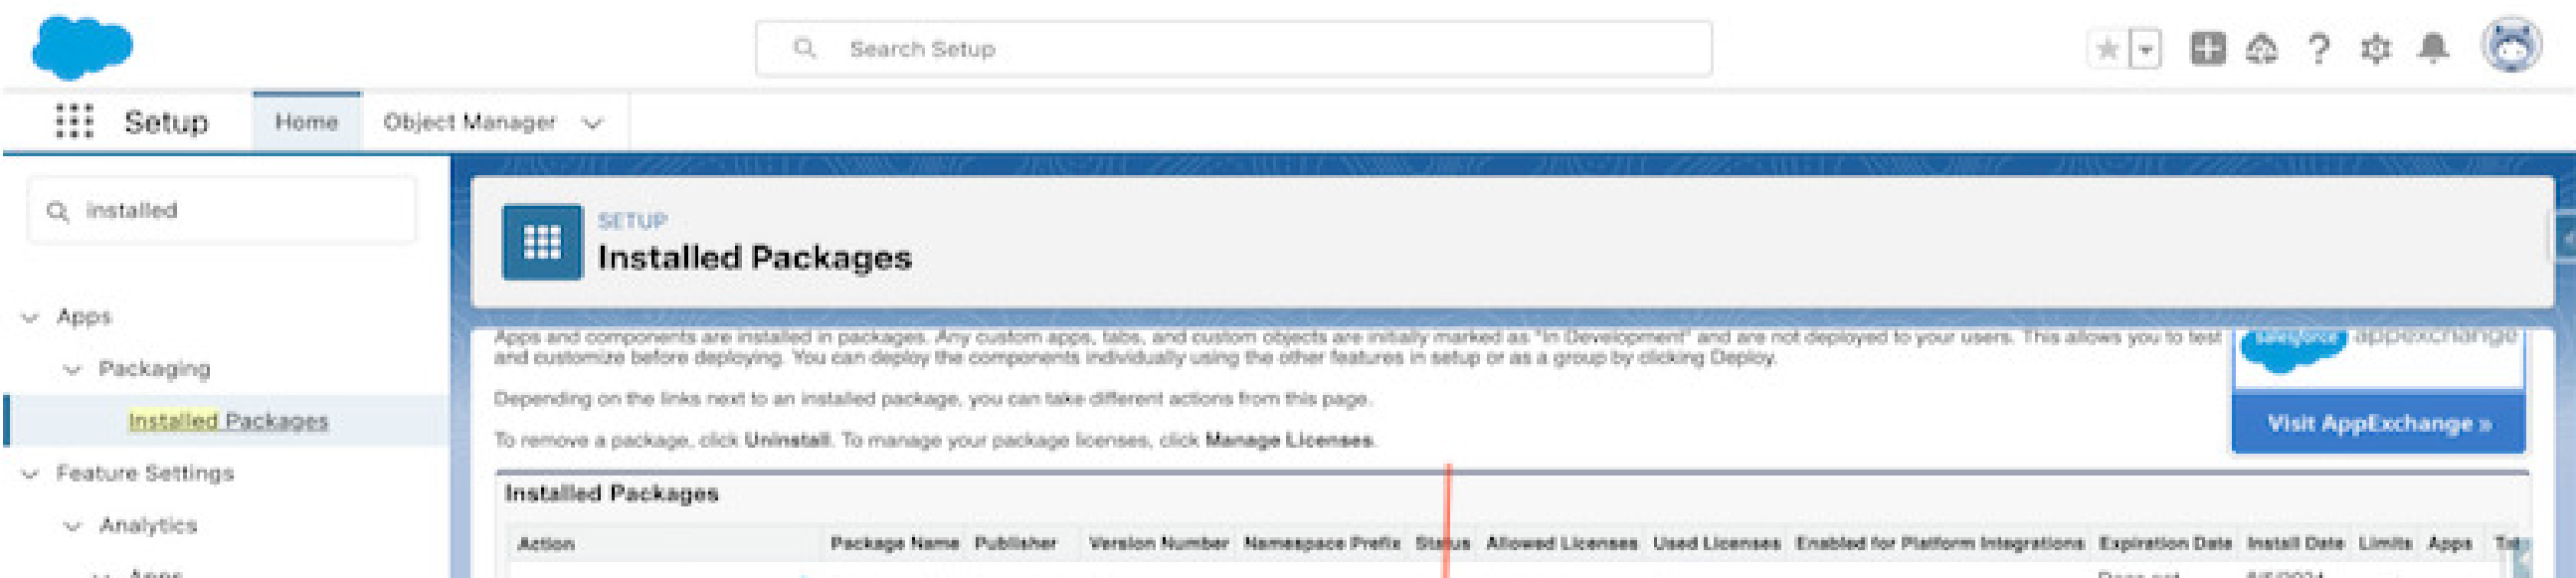 Search Setup
Setup Home Object Manager
installed
SETUP
Installed Packages
Apps
Packaging
Installed Packages
Feature Settings
Analytics
Apps
Apps and components are installed in packages. Any custom apps, tabs, and custom objects are initially marked as "In Development" and are not deployed to your users. This allows you to test
and customize before deploying. You can deploy the components individually using the other features in setup or as a group by clicking Deploy.
Depending on the links next to an installed package, you can take different actions from this page.
To remove a package, click Uninstall. To manage your package licenses, click Manage Licenses.
salesforce appexchange
Visit AppExchange »
Installed Packages
Action Package Name Publisher Version Number Namespace Prefix Status Allowed Licenses Used Licenses Enabled for Platform Integrations Expiration Date Install Date Limits Apps
Does not